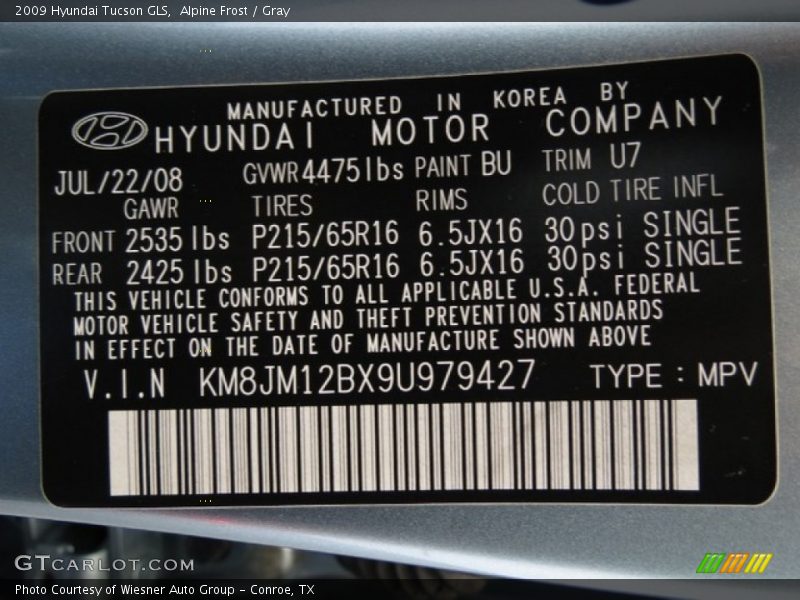 2009 Hyundai Tucson GLS,  Alpine Frost / Gray
MANUFACTURED IN KOREA BY
HYUNDAI MOTOR COMPANY
JUL/22/08 GVWR4475lbs PAINT BU TRIM U7
GAWR TIRES RIMS COLD TIRE INFL
FRONT 2535 lbs P215/65R16 6.5JX16 30psi SINGLE
REAR 2425 lbs P215/65R16 6.5JX16 30psi SINGLE
THIS VEHICLE CONFORMS TO ALL APPLICABLE U.S.A. FEDERAL
MOTOR VEHICLE SAFETY AND THEFT PREVENTION STANDARDS
IN EFFECT ON THE DATE OF MANUFACTURE SHOWN ABOVE
V.I.N KM8JM12BX9U979427 TYPE : MPV
GTCARLOT.COM
Photo Courtesy of Wiesner Auto Group - Conroe, TX